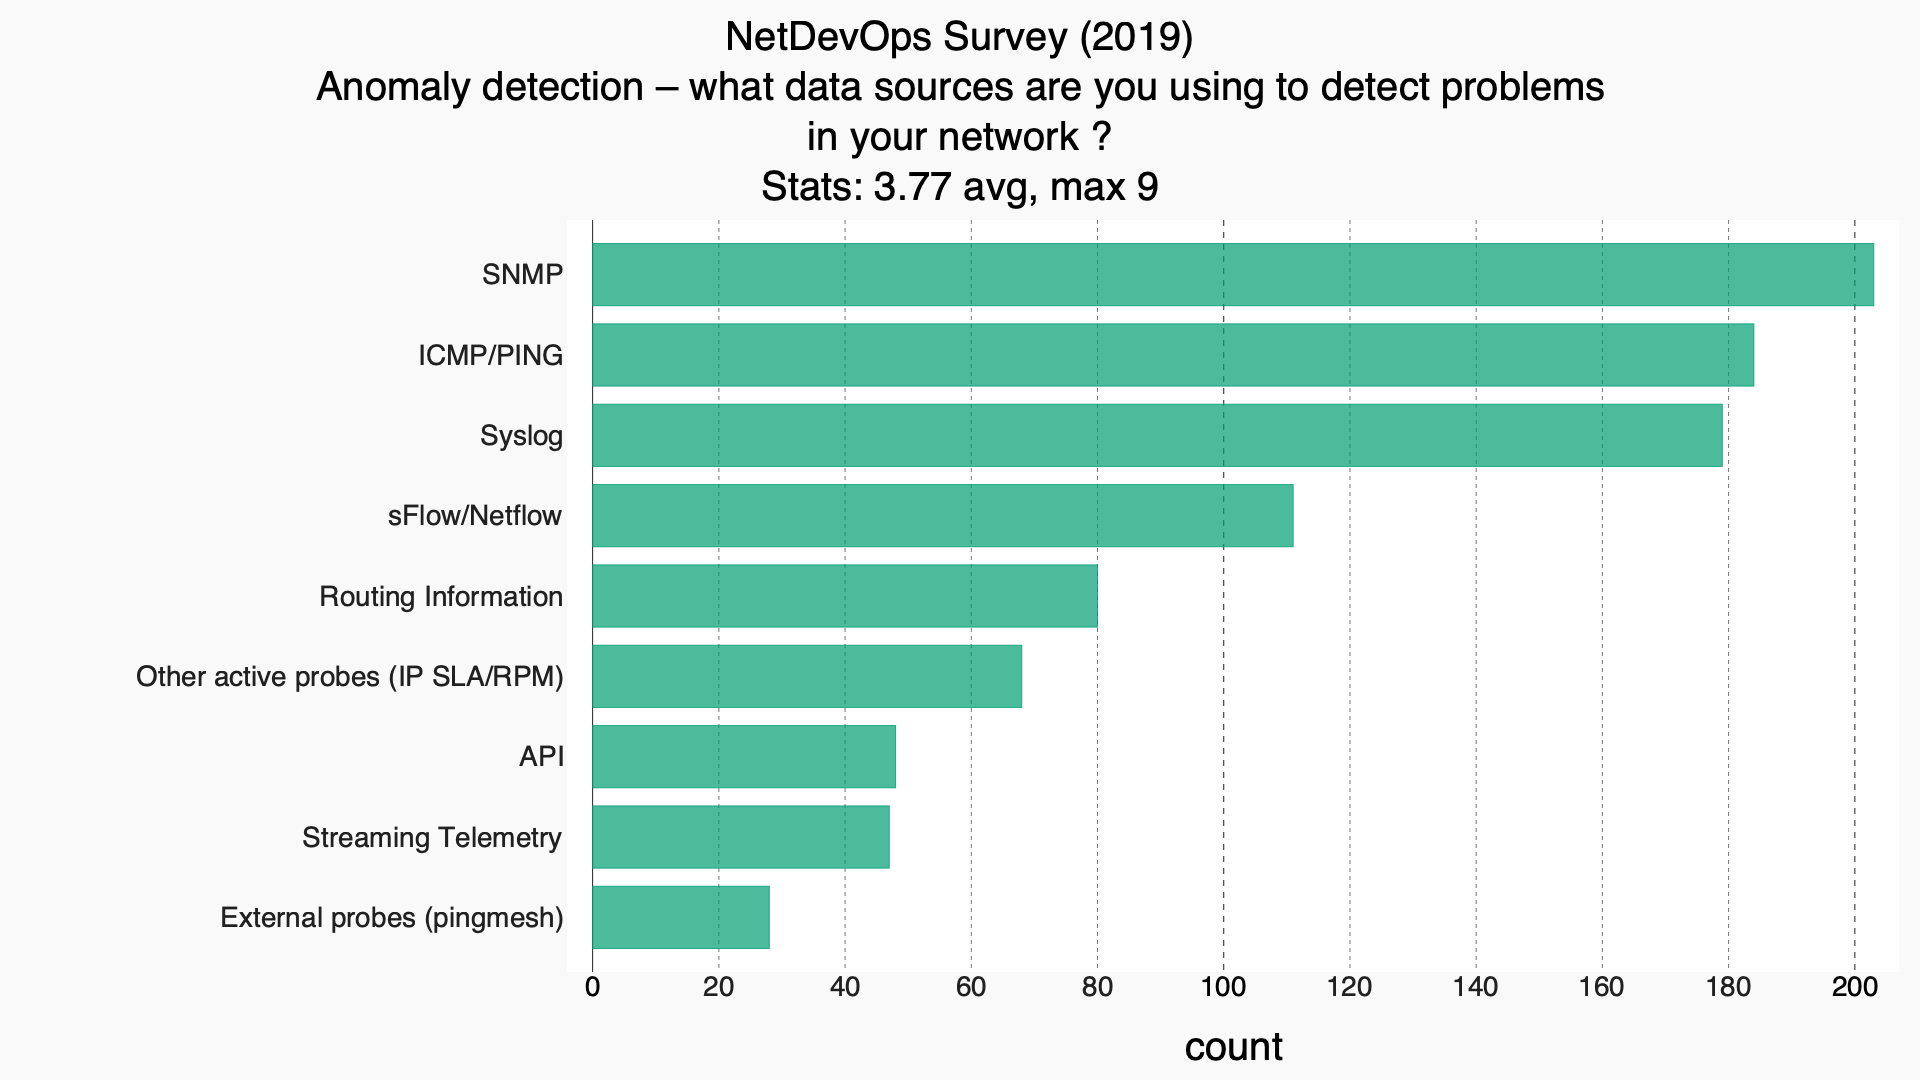 NetDevOps Survey (2019)
Anomaly detection – what data sources are you using to detect problems
in your network ?
Stats: 3.77 avg, max 9
SNMP
ICMP/PING
Syslog
sFlow/Netflow
Routing Information
Other active probes (IP SLA/RPM)
API
Streaming Telemetry
External probes (pingmesh)
0 20 40 60 80 100 120 140 160 180 200
count